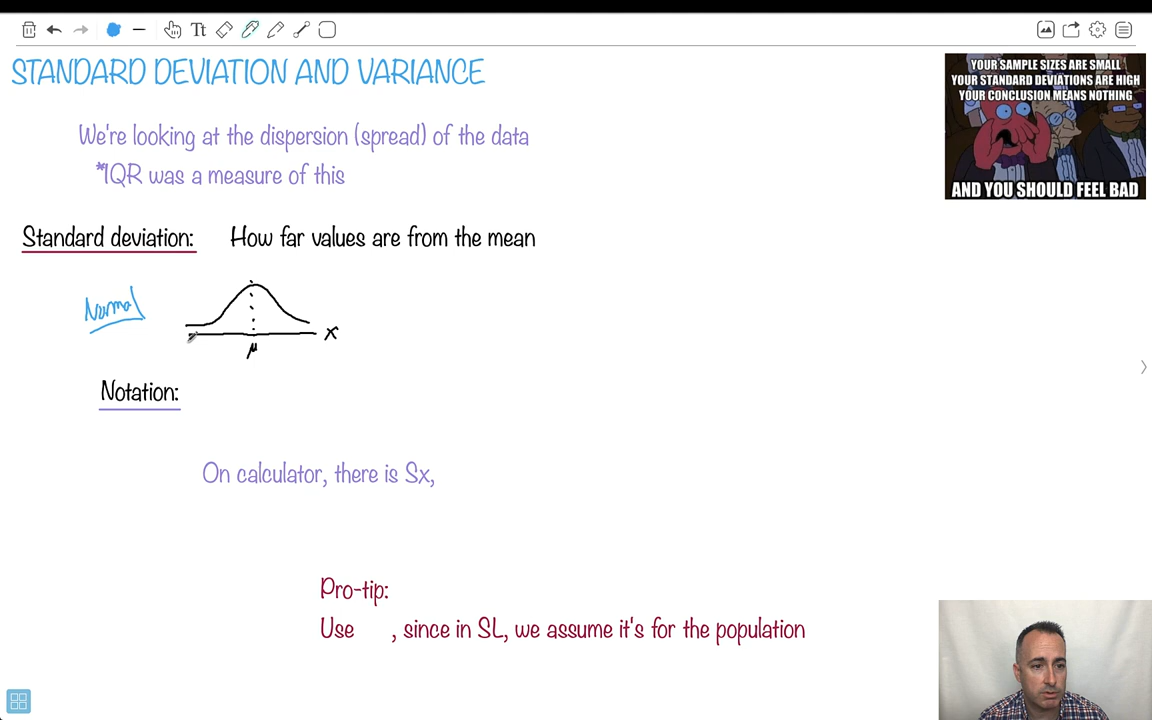 Tt
STANDARD DEVIATION AND VARIANCE
YOUR SAMPLE SIZES ARE SMALL
YOUR STANDARD DEVIATIONS ARE HIGH
YOUR CONCLUSION MEANS NOTHING
AND YOU SHOULD FEEL BAD
We're looking at the dispersion (spread) of the data
*IQR was a measure of this
Standard deviation: How far values are from the mean
Normal
x
μ
Notation:
On calculator, there is Sx,
Pro-tip:
Use , since in SL, we assume it's for the population